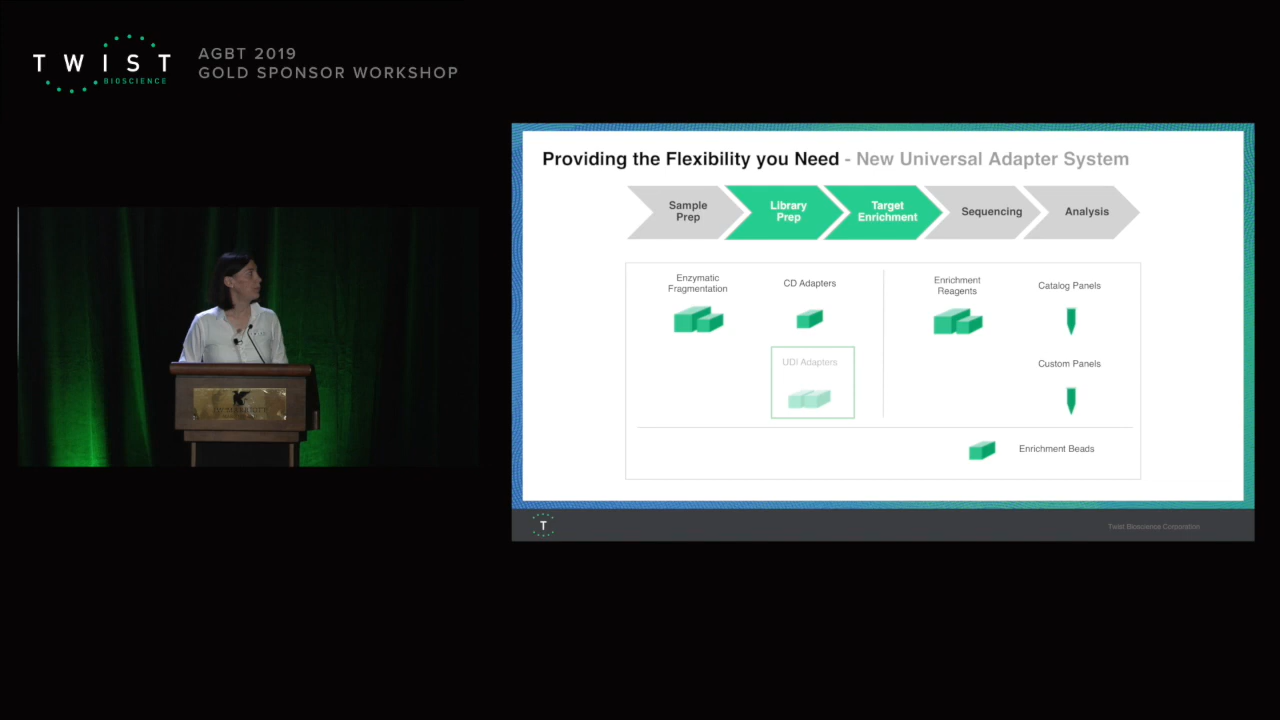 TWIST
BIOSCIENCE
AGBT 2019
GOLD SPONSOR WORKSHOP
Providing the Flexibility you Need - New Universal Adapter System
Sample
Prep
Library
Prep
Target
Enrichment
Sequencing
Analysis
Enzymatic
Fragmentation
CD Adapters
Enrichment
Reagents
Catalog Panels
UDI Adapters
Custom Panels
Enrichment Beads
JW MARRIOTT
T
Twist Bioscience Corporation